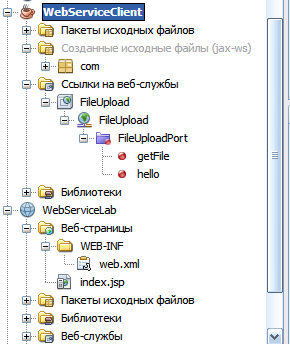 WebServiceClient
Пакеты исходных файлов
Созданные исходные файлы (jax-ws)
com
Ссылки на веб-службы
FileUpload
FileUpload
FileUploadPort
getFile
hello
Библиотеки
WebServiceLab
Веб-страницы
WEB-INF
web.xml
index.jsp
Пакеты исходных файлов
Библиотеки
Веб-службы